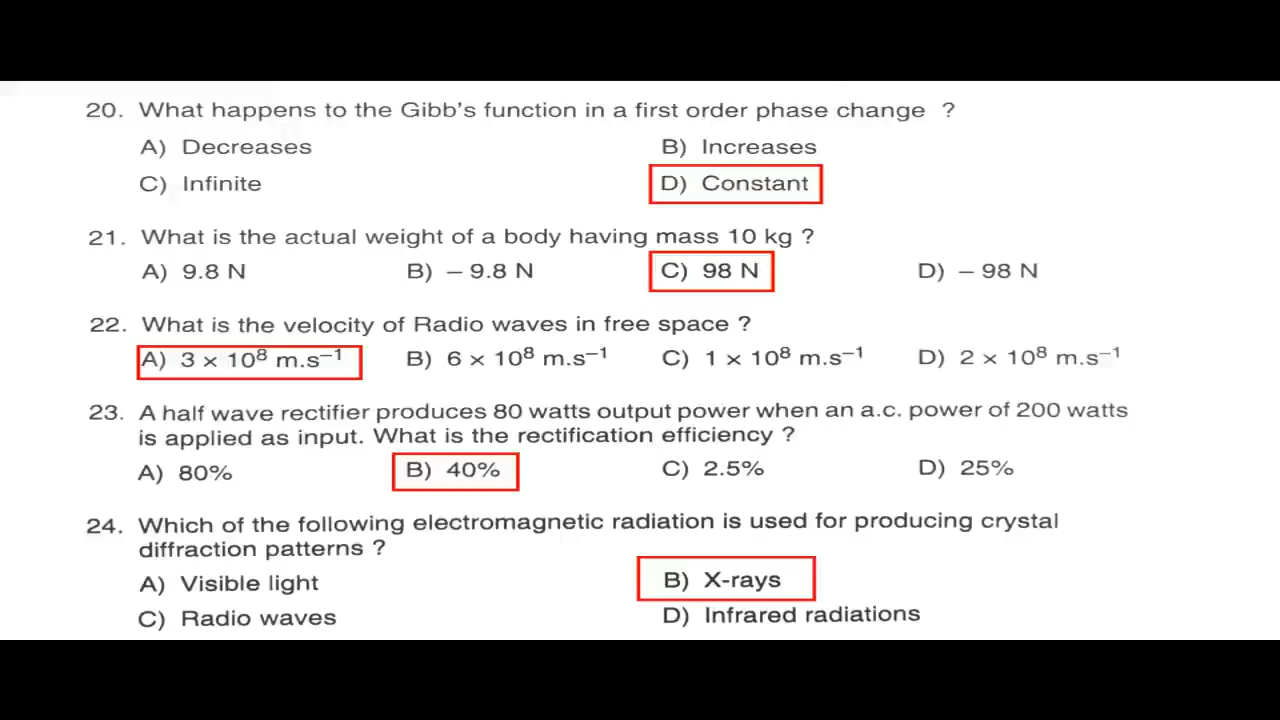 20. What happens to the Gibb's function in a first order phase change ?
A) Decreases B) Increases
C) Infinite D) Constant
21. What is the actual weight of a body having mass 10 kg ?
A) 9.8 N B) – 9.8 N C) 98 N D) – 98 N
22. What is the velocity of Radio waves in free space ?
A) 3 × 10⁸ m.s⁻¹ B) 6 × 10⁸ m.s⁻¹ C) 1 × 10⁸ m.s⁻¹ D) 2 × 10⁸ m.s⁻¹
23. A half wave rectifier produces 80 watts output power when an a.c. power of 200 watts
is applied as input. What is the rectification efficiency ?
A) 80% B) 40% C) 2.5% D) 25%
24. Which of the following electromagnetic radiation is used for producing crystal
diffraction patterns ?
A) Visible light B) X-rays
C) Radio waves D) Infrared radiations